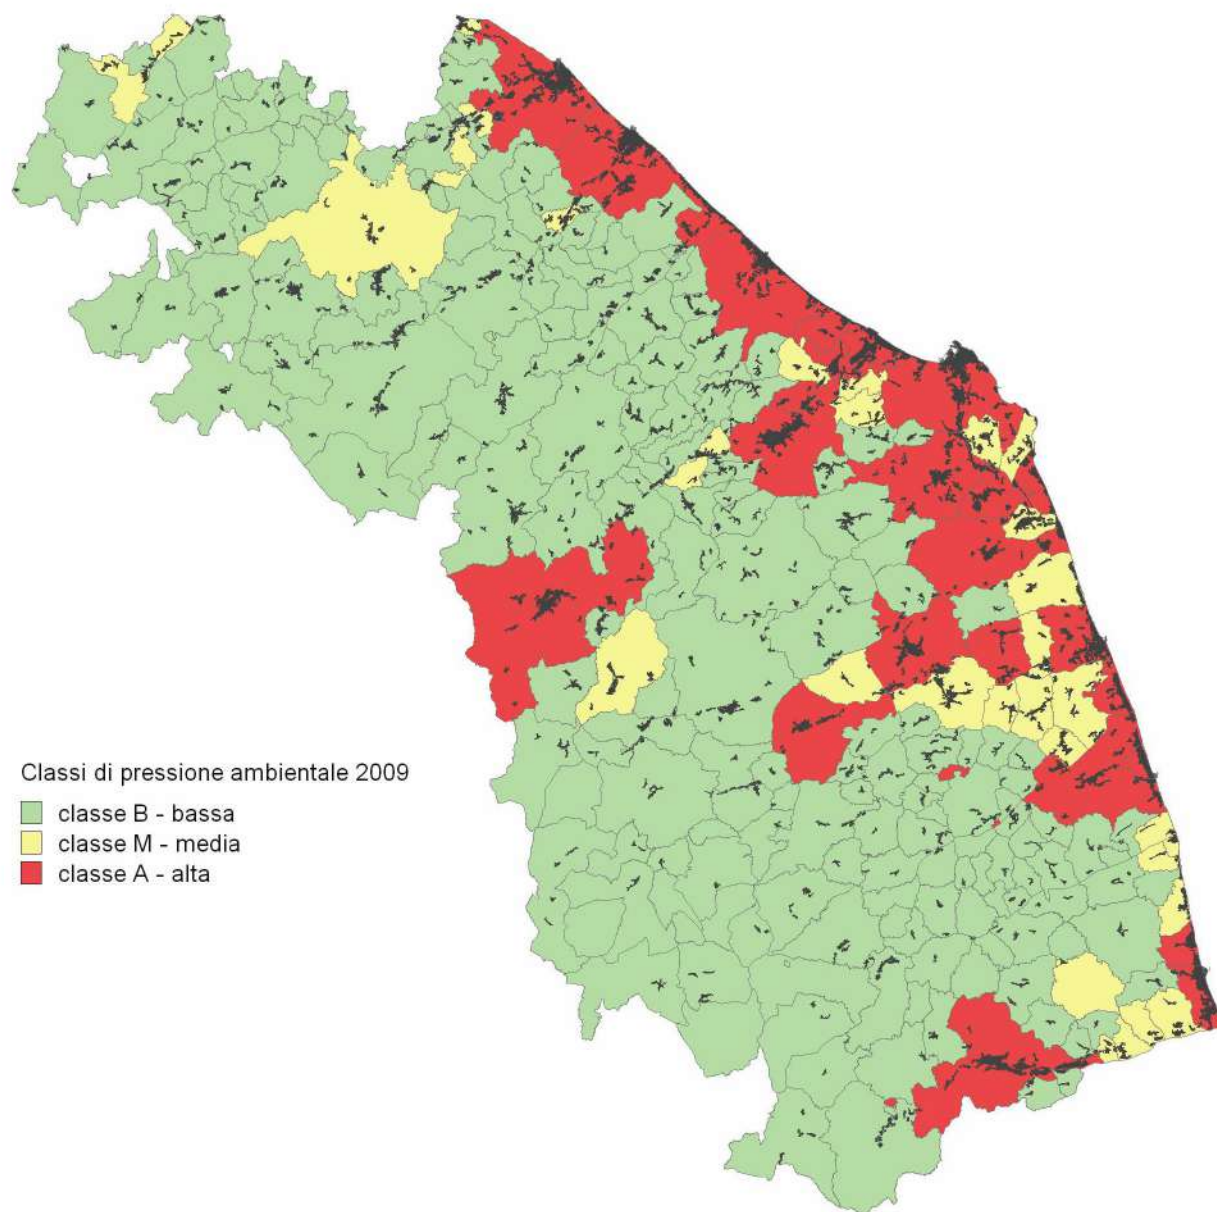 Classi di pressione ambientale 2009
classe B - bassa
classe M - media
classe A - alta